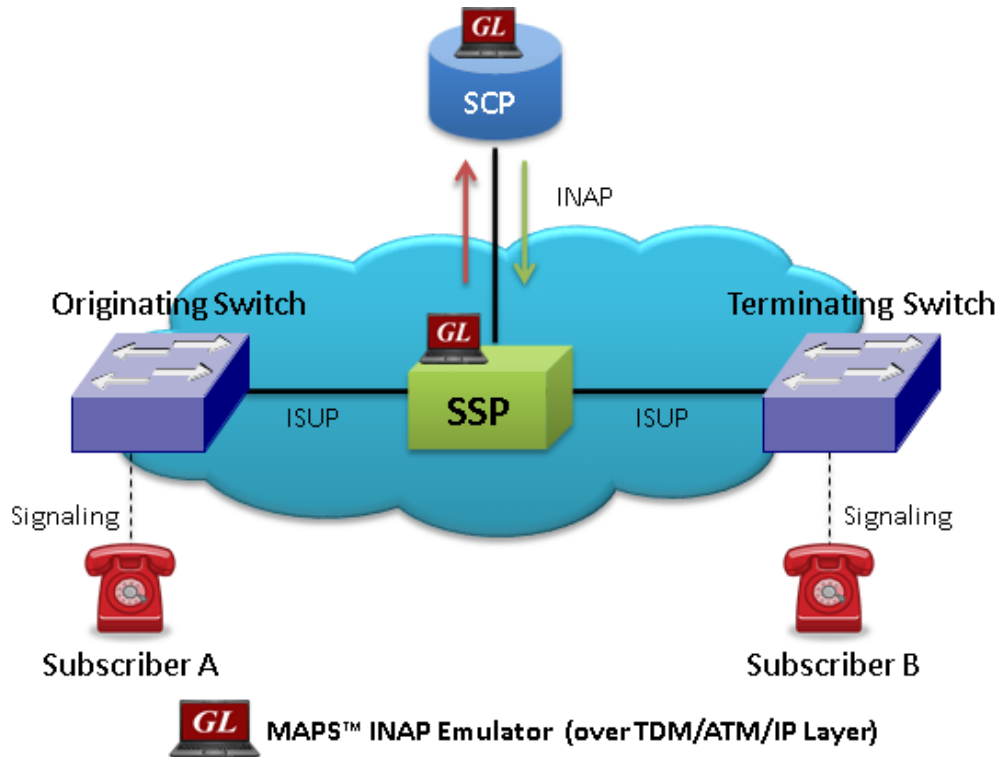 GL
SCP
INAP
Originating Switch
Terminating Switch
GL
SSP
ISUP
ISUP
Signaling
Signaling
Subscriber A
Subscriber B
GL
MAPS™ INAP Emulator (over TDM/ATM/IP Layer)